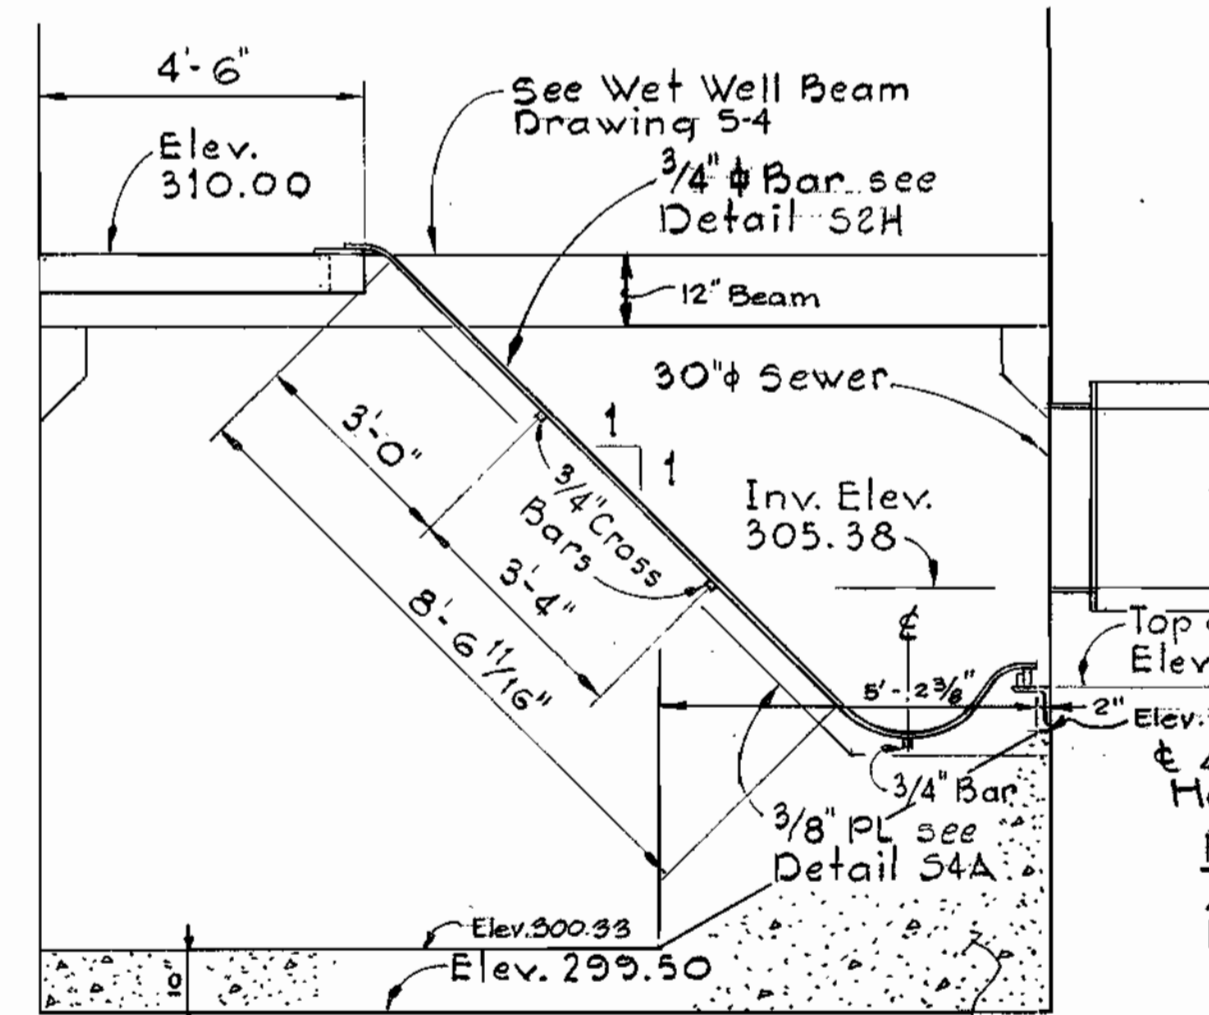 4'-6"
See Wet Well Beam
Drawing S-4
Elev.
310.00
3/4" ϕ Bar see
Detail S2H
12" Beam
30"ϕ Sewer
1
1
3'-0"
3/4" Cross
Bars
Inv. Elev.
305.38
3'-4"
8'-6 11/16"
℄
Top
Elev
5'-2 3/8"
2"
Elev.
℄
3/4" Bar
3/8" PL see
Detail S4A
Elev. 300.33
Elev. 299.50
10"